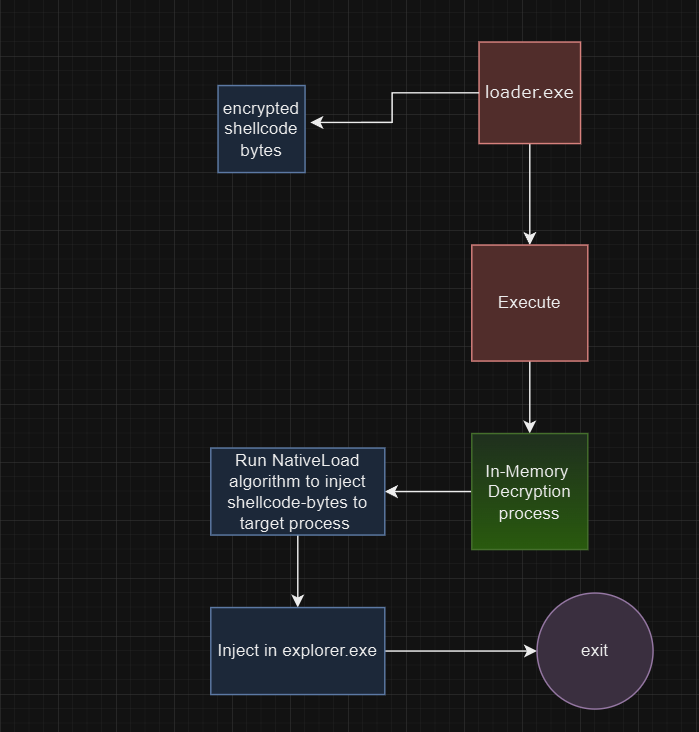 loader.exe
encrypted
shellcode
bytes
Execute
In-Memory
Decryption
process
Run NativeLoad
algorithm to inject
shellcode-bytes to
target process
Inject in explorer.exe
exit